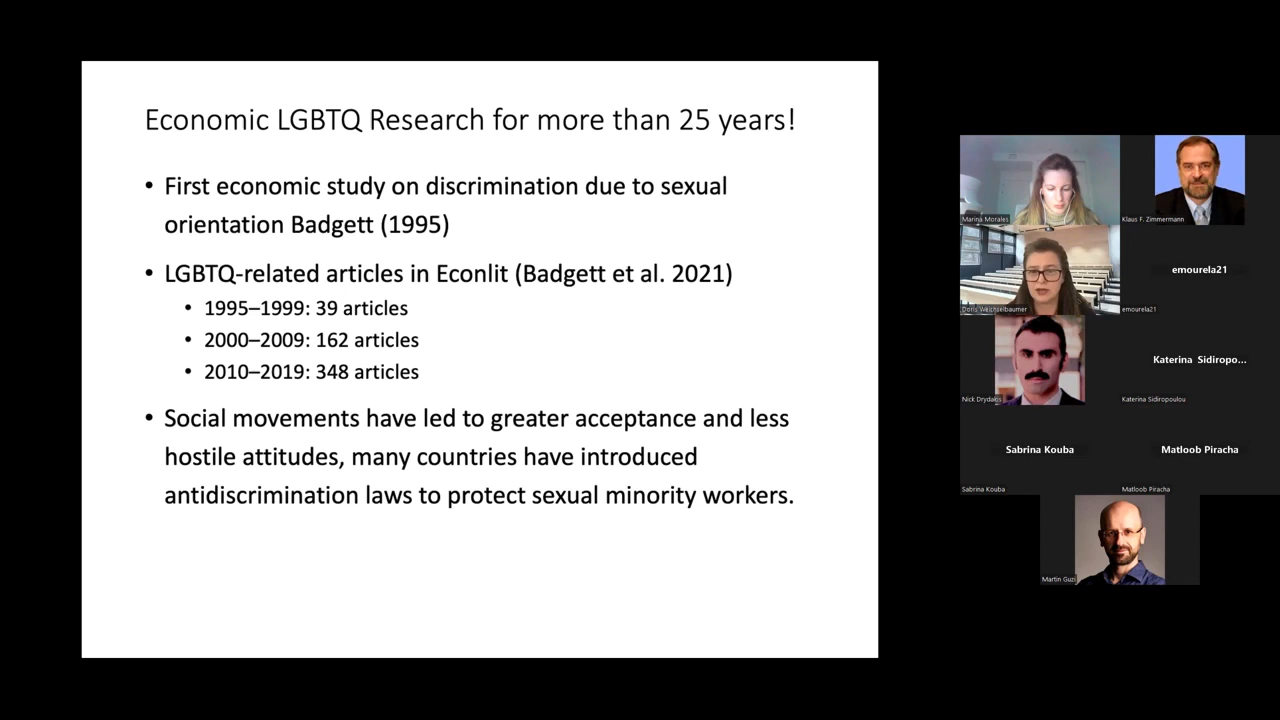 Economic LGBTQ Research for more than 25 years!
• First economic study on discrimination due to sexual
orientation Badgett (1995)
• LGBTQ-related articles in Econlit (Badgett et al. 2021)
• 1995–1999: 39 articles
• 2000–2009: 162 articles
• 2010–2019: 348 articles
• Social movements have led to greater acceptance and less
hostile attitudes, many countries have introduced
antidiscrimination laws to protect sexual minority workers.
Marina Morales
Klaus F. Zimmermann
emourela21
Doris Weichselbaumer
emourela21
Katerina Sidiropo...
Nick Drydakis
Katerina Sidiropoulou
Sabrina Kouba
Matloob Piracha
Sabrina Kouba
Matloob Piracha
Martin Guzi